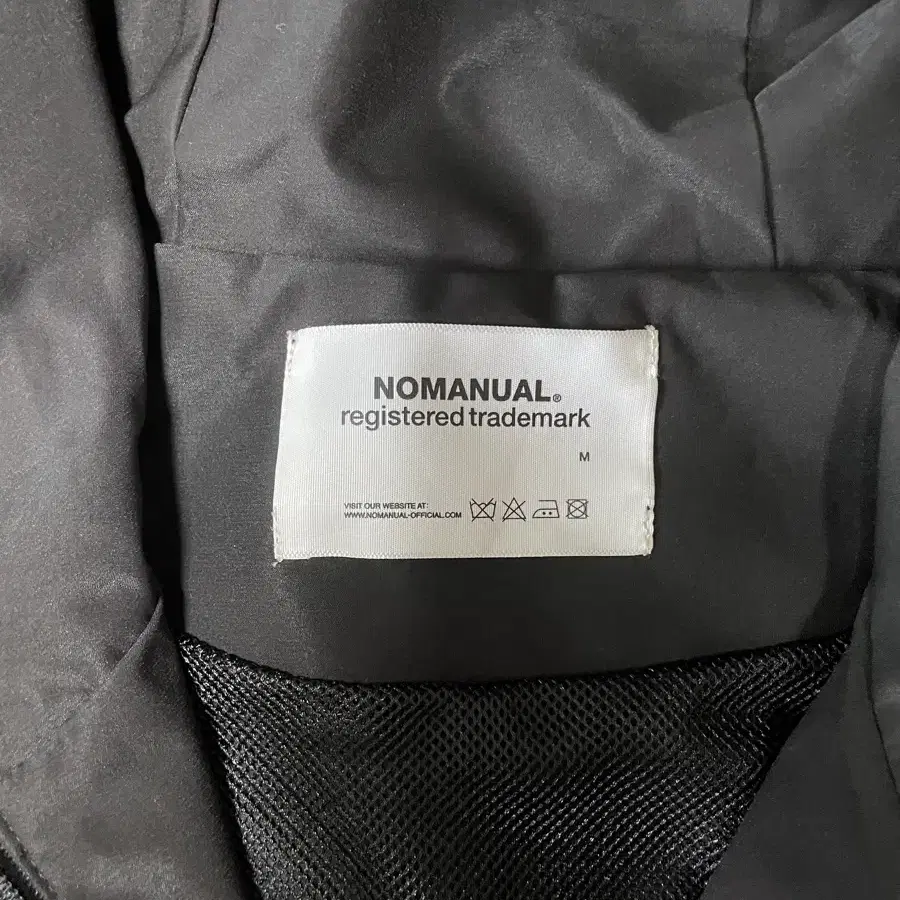 NOMANUAL®
registered trademark
M
VISIT OUR WEBSITE AT:
WWW.NOMANUAL-OFFICIAL.COM